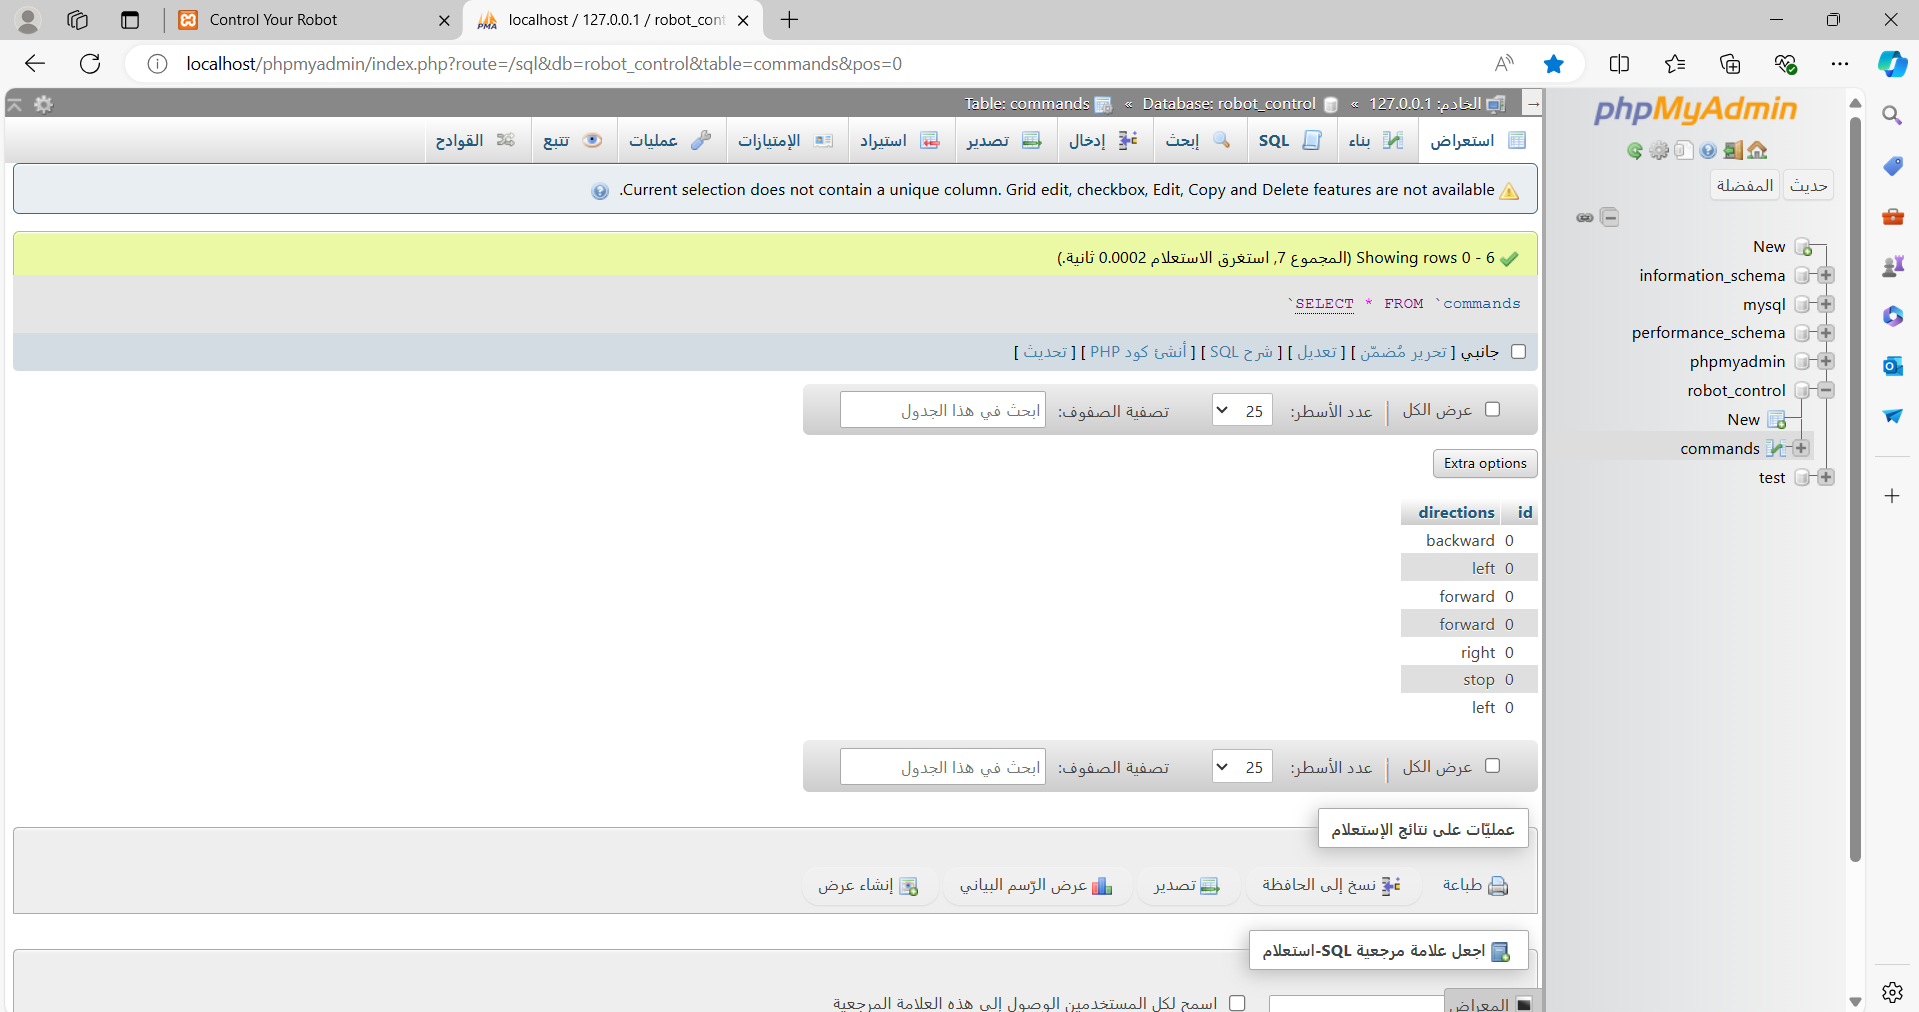 Control Your Robot
localhost / 127.0.0.1 / robot_cont
localhost/phpmyadmin/index.php?route=/sql&db=robot_control&table=commands&pos=0
الخادم: 127.0.0.1 » Database: robot_control » Table: commands
استعراض بناء SQL إبحث إدخال تصدير استيراد الإمتيازات عمليات تتبع القوادح
Current selection does not contain a unique column. Grid edit, checkbox, Edit, Copy and Delete features are not available.
Showing rows 0 - 6 (المجموع 7, استغرق الاستعلام 0.0002 ثانية.)
SELECT * FROM `commands`
جانبي [ تحرير مُضمّن ] [ تعديل ] [ شرح SQL ] [ أنشئ كود PHP ] [ تحديث ]
عرض الكل | عدد الأسطر: 25 تصفية الصفوف: ابحث في هذا الجدول
Extra options
id directions
0 backward
0 left
0 forward
0 forward
0 right
0 stop
0 left
عرض الكل | عدد الأسطر: 25 تصفية الصفوف: ابحث في هذا الجدول
عمليّات على نتائج الإستعلام
طباعة نسخ إلى الحافظة تصدير عرض الرّسم البياني إنشاء عرض
اجعل علامة مرجعية SQL-استعلام
اسمح لكل المستخدمين الوصول إلى هذه العلامة المرجعية
المعراض
phpMyAdmin
حديث المفضلة
New
information_schema
mysql
performance_schema
phpmyadmin
robot_control
New
commands
test